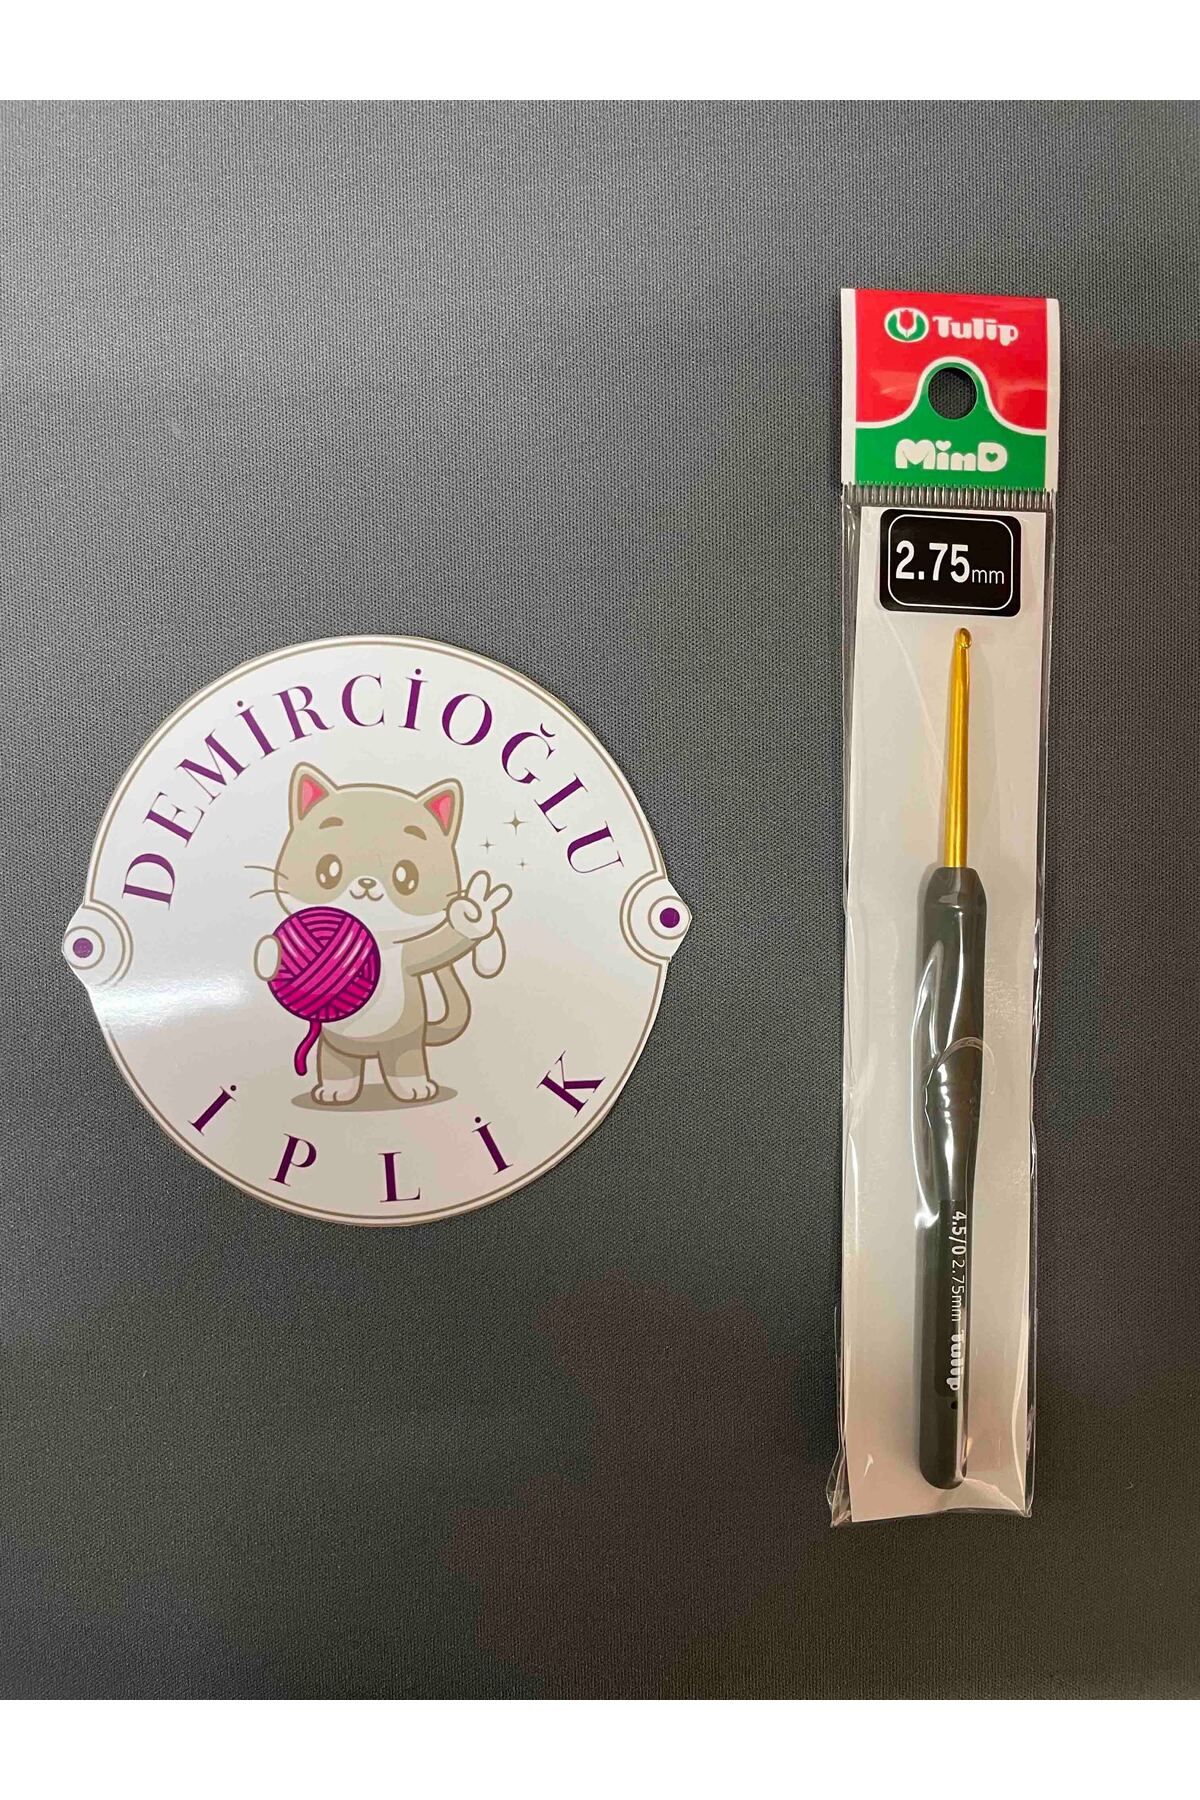 DEMİRCİOĞLU
İPLİK
Tulip
MinD
2.75mm
4.5/0 2.75mm Tulip